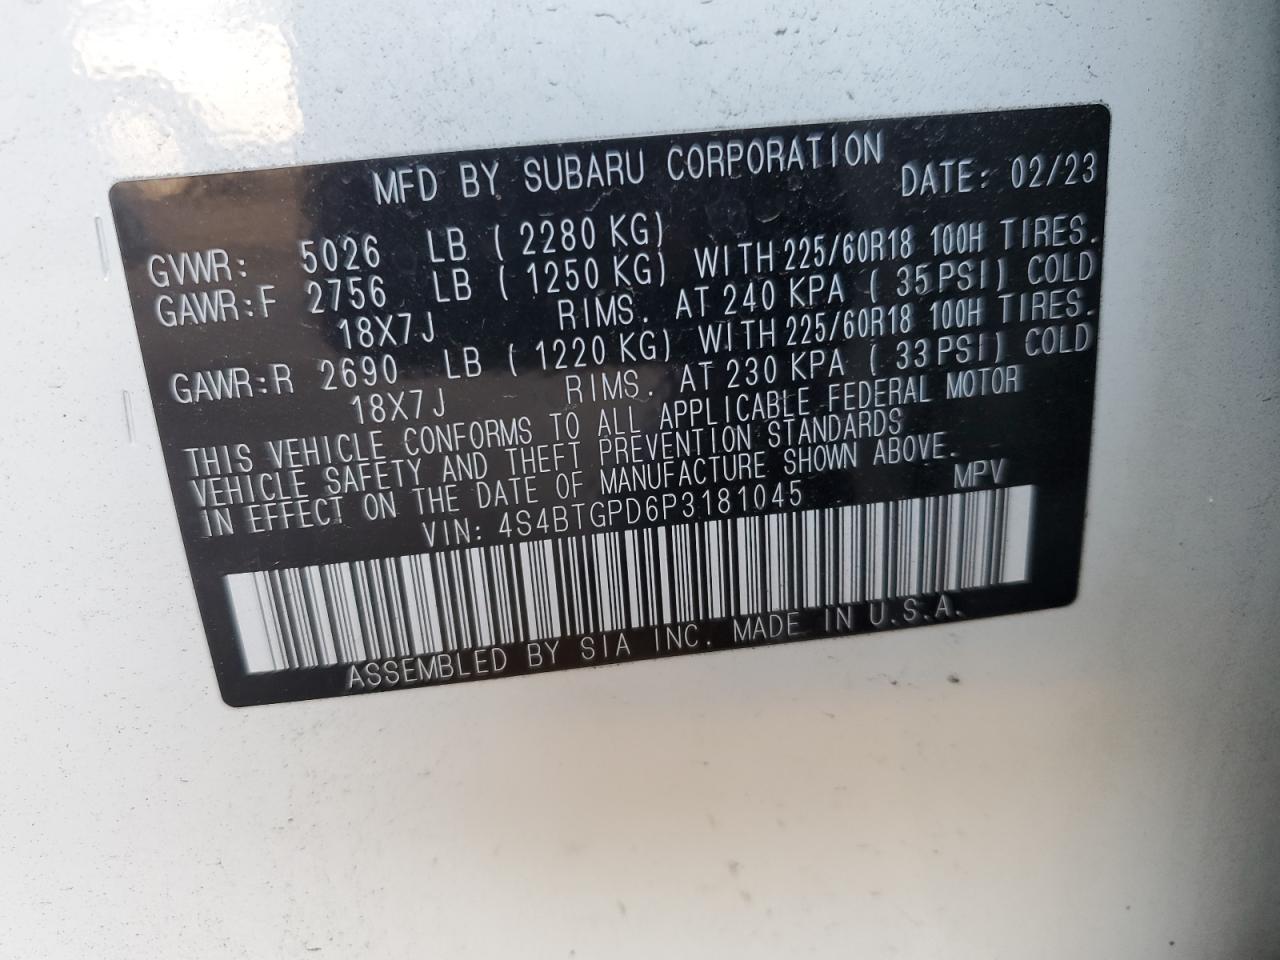 MFD BY SUBARU CORPORATION DATE: 02/23
GVWR: 5026 LB ( 2280 KG)
GAWR:F 2756 LB ( 1250 KG) WITH 225/60R18 100H TIRES.
18X7J RIMS. AT 240 KPA ( 35 PSI) COLD
GAWR:R 2690 LB ( 1220 KG) WITH 225/60R18 100H TIRES.
18X7J RIMS. AT 230 KPA ( 33 PSI) COLD
THIS VEHICLE CONFORMS TO ALL APPLICABLE FEDERAL MOTOR
VEHICLE SAFETY AND THEFT PREVENTION STANDARDS
IN EFFECT ON THE DATE OF MANUFACTURE SHOWN ABOVE.
VIN: 4S4BTGPD6P3181045 MPV
ASSEMBLED BY SIA INC. MADE IN U.S.A.